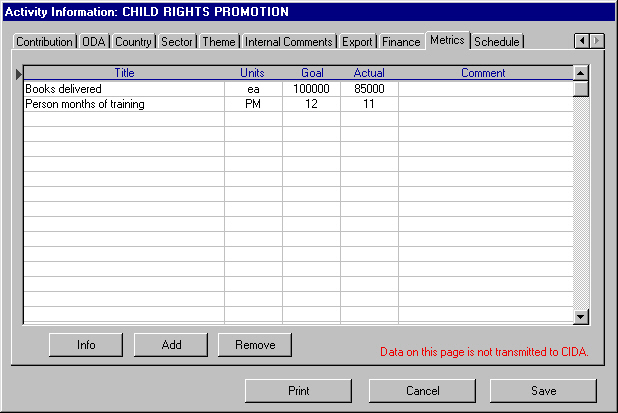 Activity Information: CHILD RIGHTS PROMOTION
Contribution ODA Country Sector Theme Internal Comments Export Finance Metrics Schedule
Title Units Goal Actual Comment
Books delivered ea 100000 85000
Person months of training PM 12 11
Info Add Remove
Data on this page is not transmitted to CIDA.
Print Cancel Save